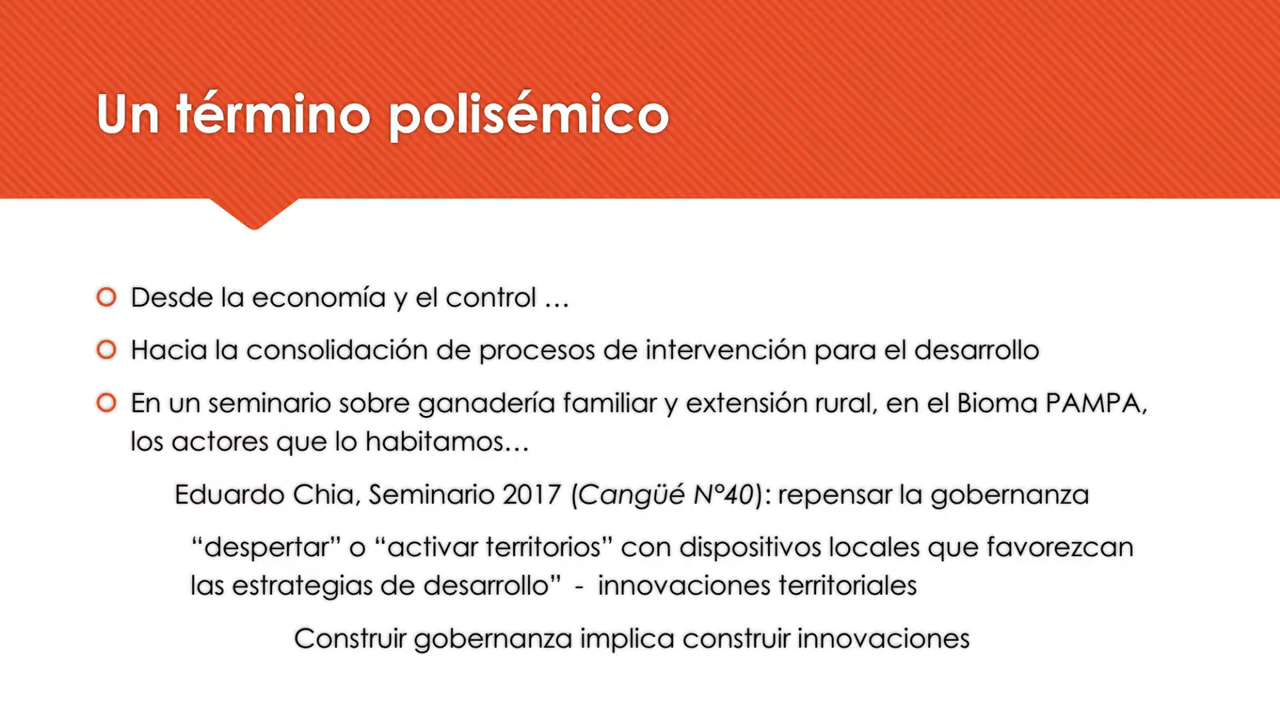 Un término polisémico
Desde la economía y el control …
Hacia la consolidación de procesos de intervención para el desarrollo
En un seminario sobre ganadería familiar y extensión rural, en el Bioma PAMPA,
los actores que lo habitamos…
Eduardo Chia, Seminario 2017 (Cangüé N°40): repensar la gobernanza
“despertar” o “activar territorios” con dispositivos locales que favorezcan
las estrategias de desarrollo” - innovaciones territoriales
Construir gobernanza implica construir innovaciones